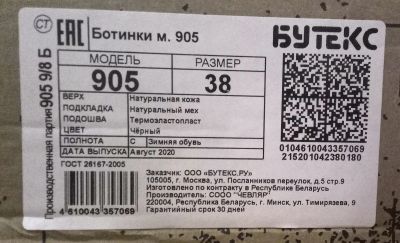 СТ
ЕАС Ботинки м. 905
БУТЕКС
МОДЕЛЬ РАЗМЕР
905 38
ВЕРХ Натуральная кожа
ПОДКЛАДКА Натуральный мех
ПОДОШВА Термоэластопласт
ЦВЕТ Чёрный
ПОЛНОТА С Зимняя обувь
ДАТА ВЫПУСКА Август 2020
ГОСТ 26167-2005
Производственная партия 905 9/8 Б
0104610043357069
21520104238018​0
Заказчик: ООО "БУТЕКС.РУ"
105005, г. Москва, ул. Посланников переулок, д.5 стр.9
Изготовлено по контракту в Республике Беларусь
Производитель: СООО "ЧЕВЛЯР"
220004, Республика Беларусь, г. Минск, ул. Тимирязева, 9
Гарантийный срок 30 дней
4 610043 357069